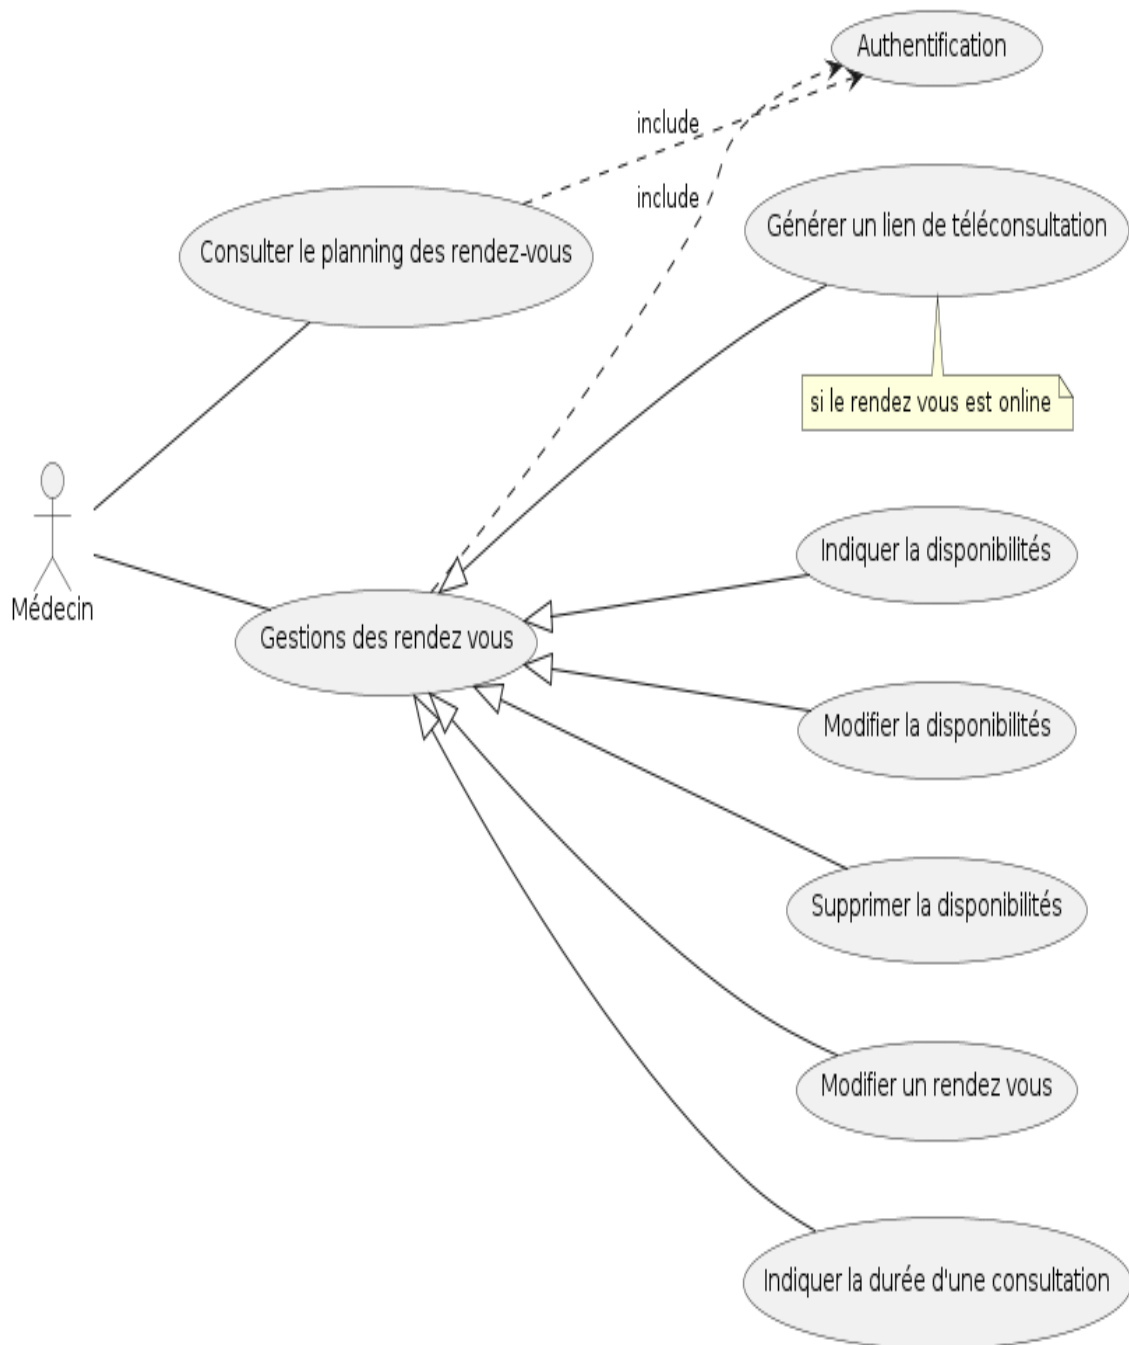 Authentification
include
include
Générer un lien de téléconsultation
Consulter le planning des rendez-vous
si le rendez vous est online
Indiquer la disponibilités
Médecin
Gestions des rendez vous
Modifier la disponibilités
Supprimer la disponibilités
Modifier un rendez vous
Indiquer la durée d'une consultation